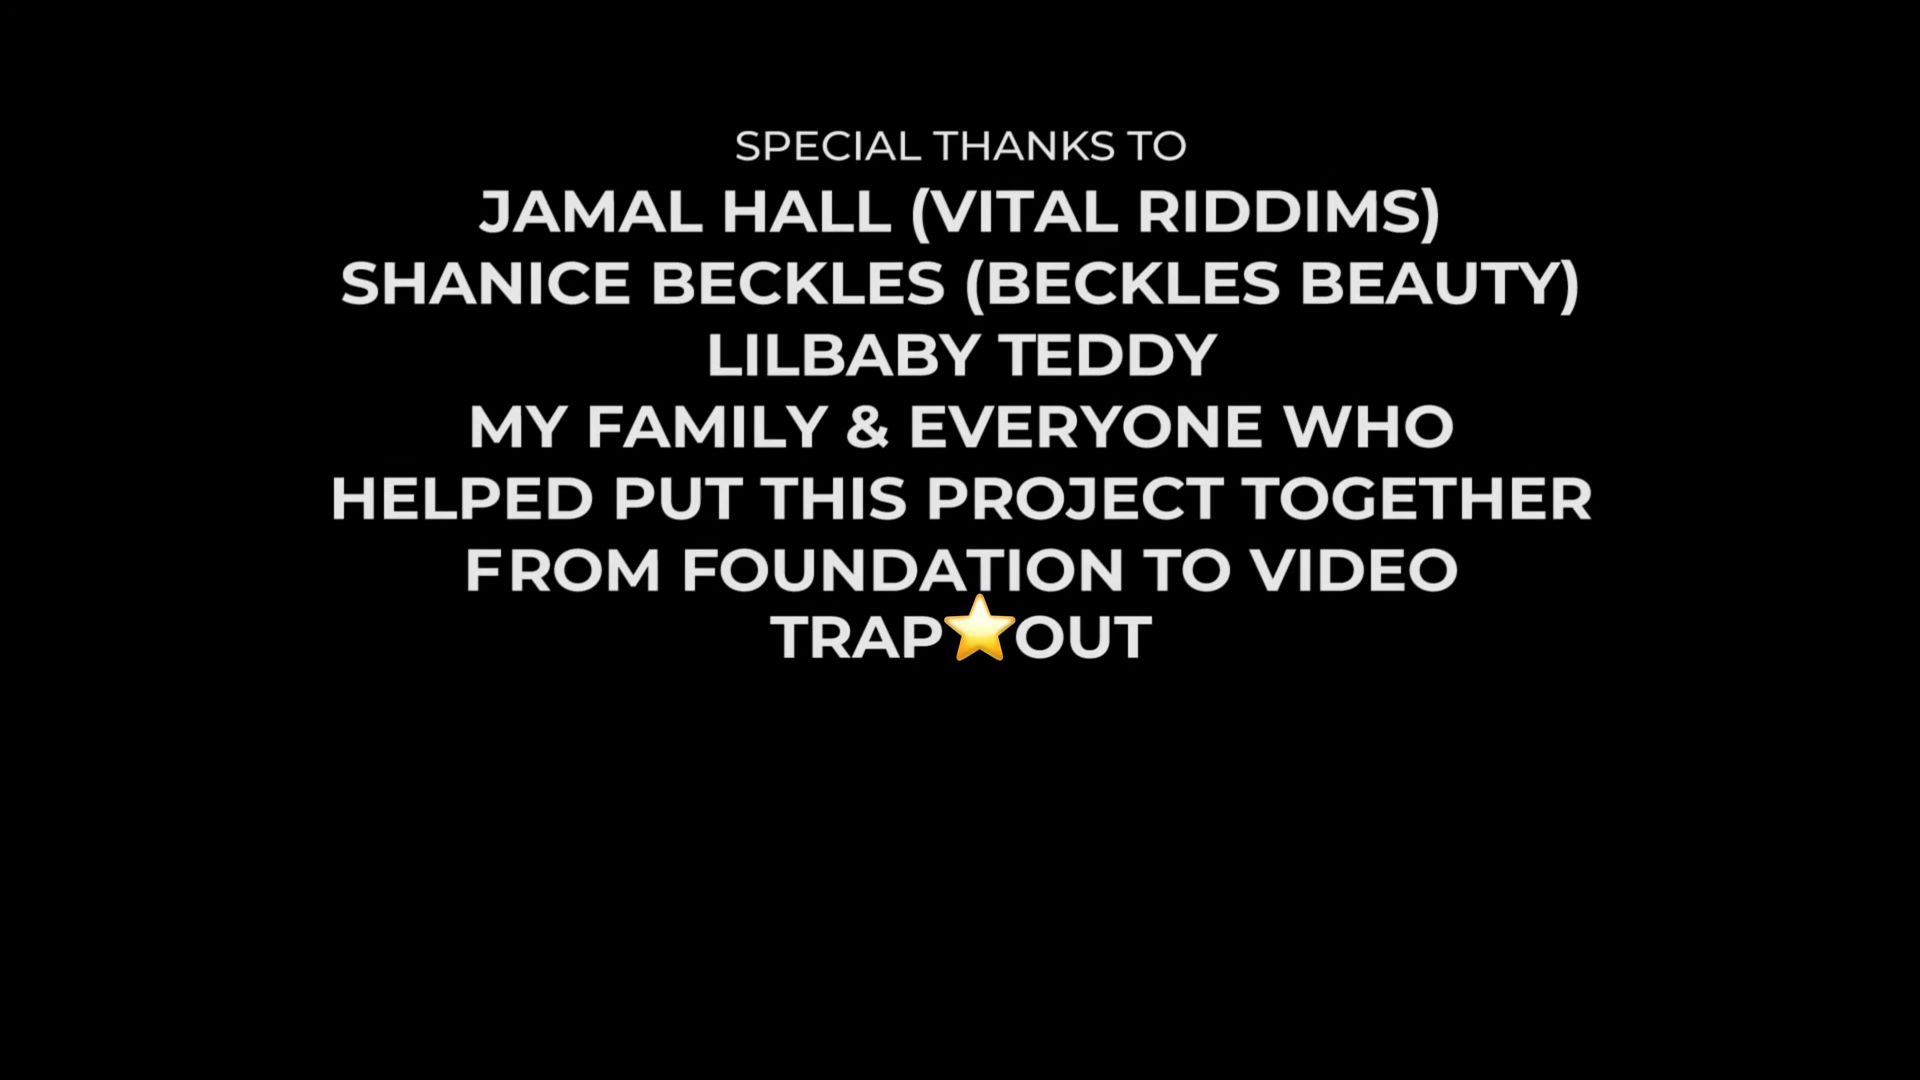 SPECIAL THANKS TO
JAMAL HALL (VITAL RIDDIMS)
SHANICE BECKLES (BECKLES BEAUTY)
LILBABY TEDDY
MY FAMILY & EVERYONE WHO
HELPED PUT THIS PROJECT TOGETHER
FROM FOUNDATION TO VIDEO
TRAP⭐OUT